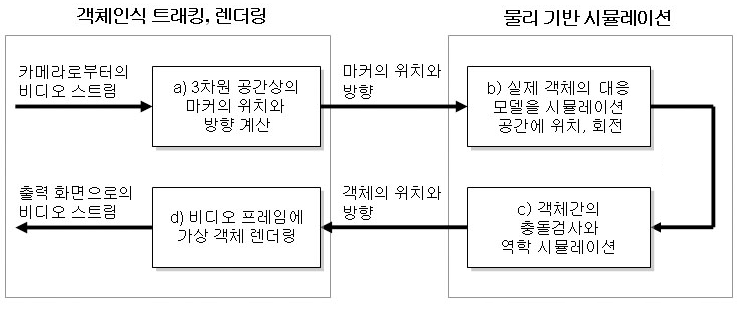 객체인식 트래킹, 렌더링
물리 기반 시뮬레이션
카메라로부터의
비디오 스트림
a) 3차원 공간상의
마커의 위치와
방향 계산
마커의 위치와
방향
b) 실제 객체의 대응
모델을 시뮬레이션
공간에 위치, 회전
출력 화면으로의
비디오 스트림
d) 비디오 프레임에
가상 객체 렌더링
객체의 위치와
방향
c) 객체간의
충돌검사와
역학 시뮬레이션